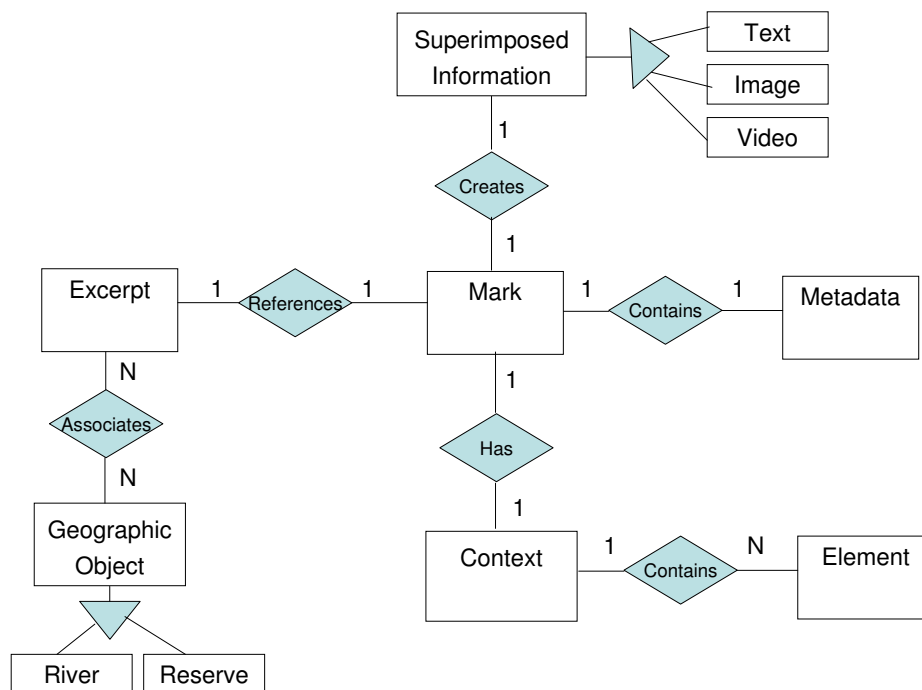 Superimposed
Information
Text
Image
Video
1
Creates
1
Excerpt
1
References
1
Mark
1
Contains
1
Metadata
N
Associates
N
1
Has
1
Geographic
Object
Context
1
Contains
N
Element
River
Reserve